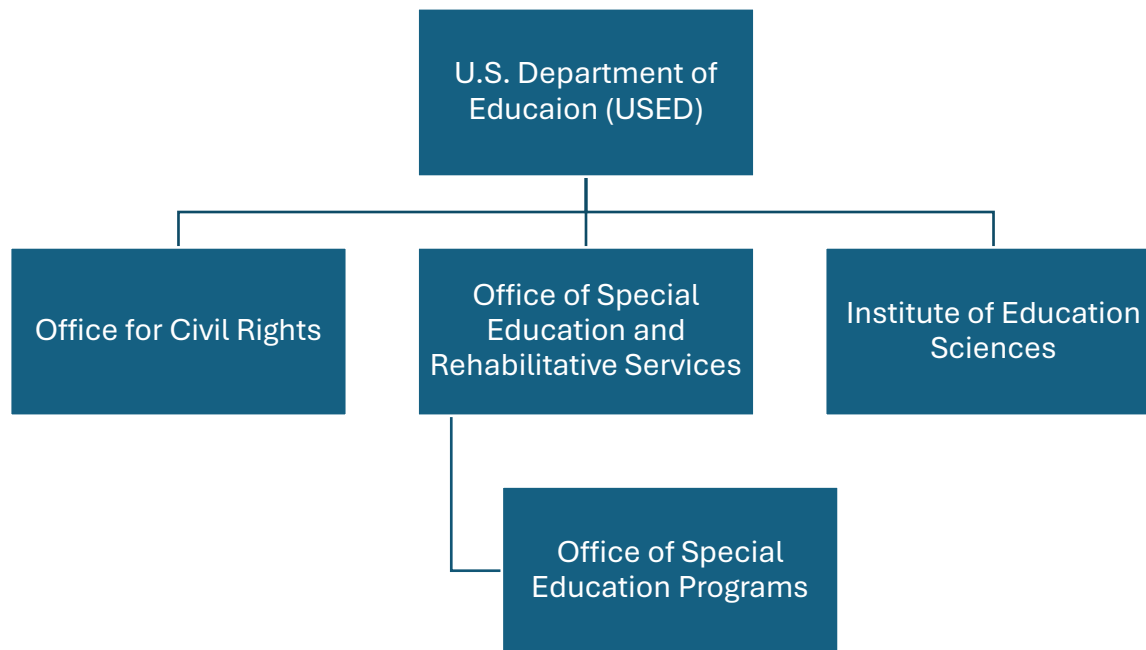 U.S. Department of
Educaion (USED)
Office for Civil Rights
Office of Special
Education and
Rehabilitative Services
Institute of Education
Sciences
Office of Special
Education Programs